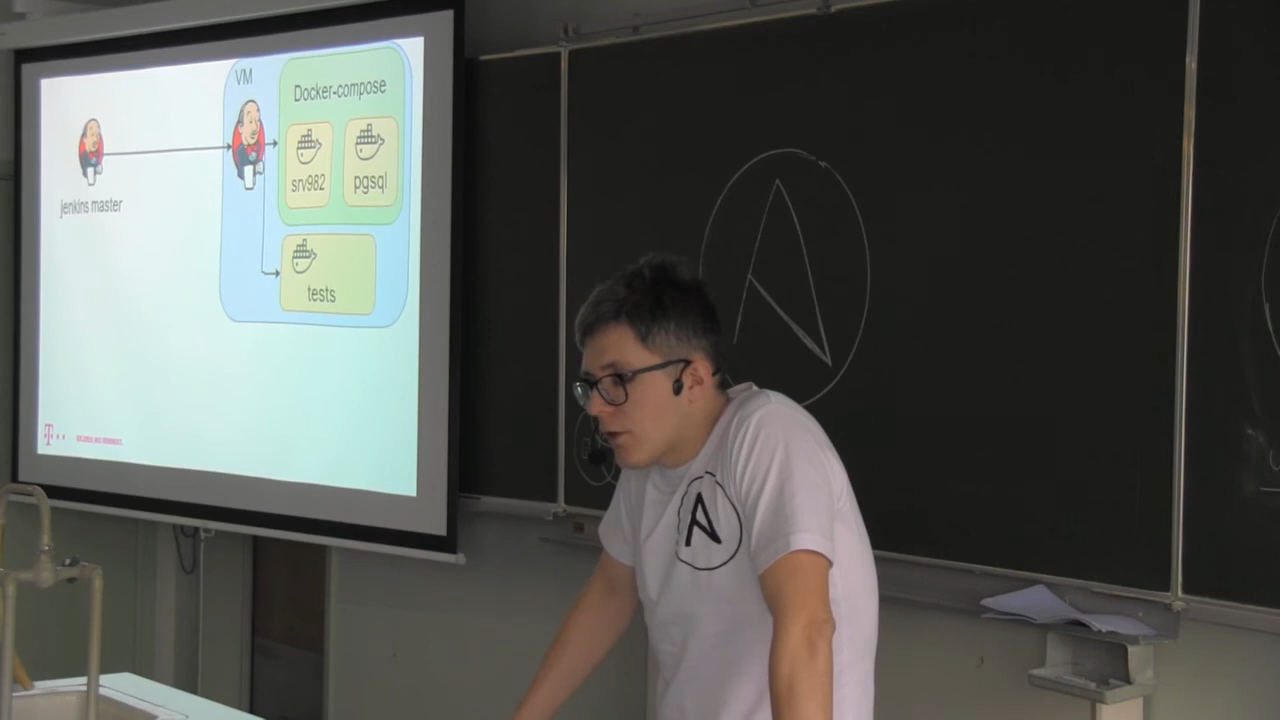 VM
Docker-compose
srv982
pgsql
jenkins master
tests
T